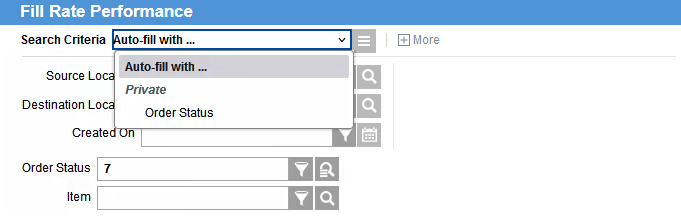 Fill Rate Performance
Search Criteria Auto-fill with ... More
Auto-fill with ...
Source Loca
Private
Destination Loca
Order Status
Created On
Order Status 7
Item